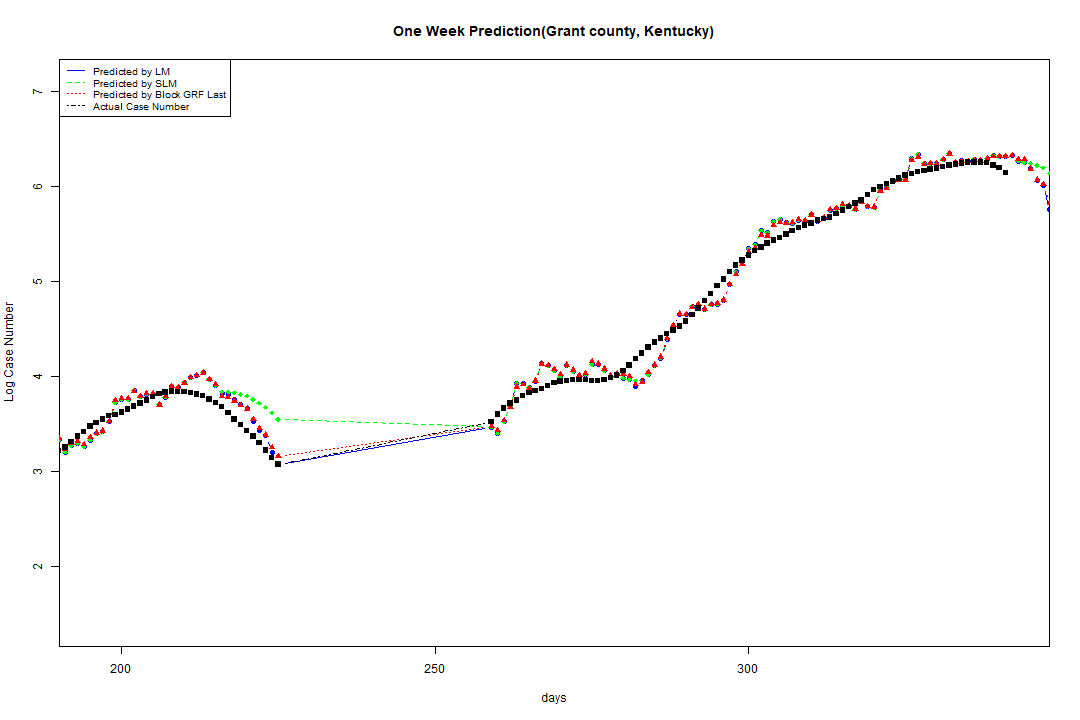 One Week Prediction(Grant county, Kentucky)
Predicted by LM
Predicted by SLM
Predicted by Block GRF Last
Actual Case Number
7
6
5
4
3
2
Log Case Number
200
250
300
days